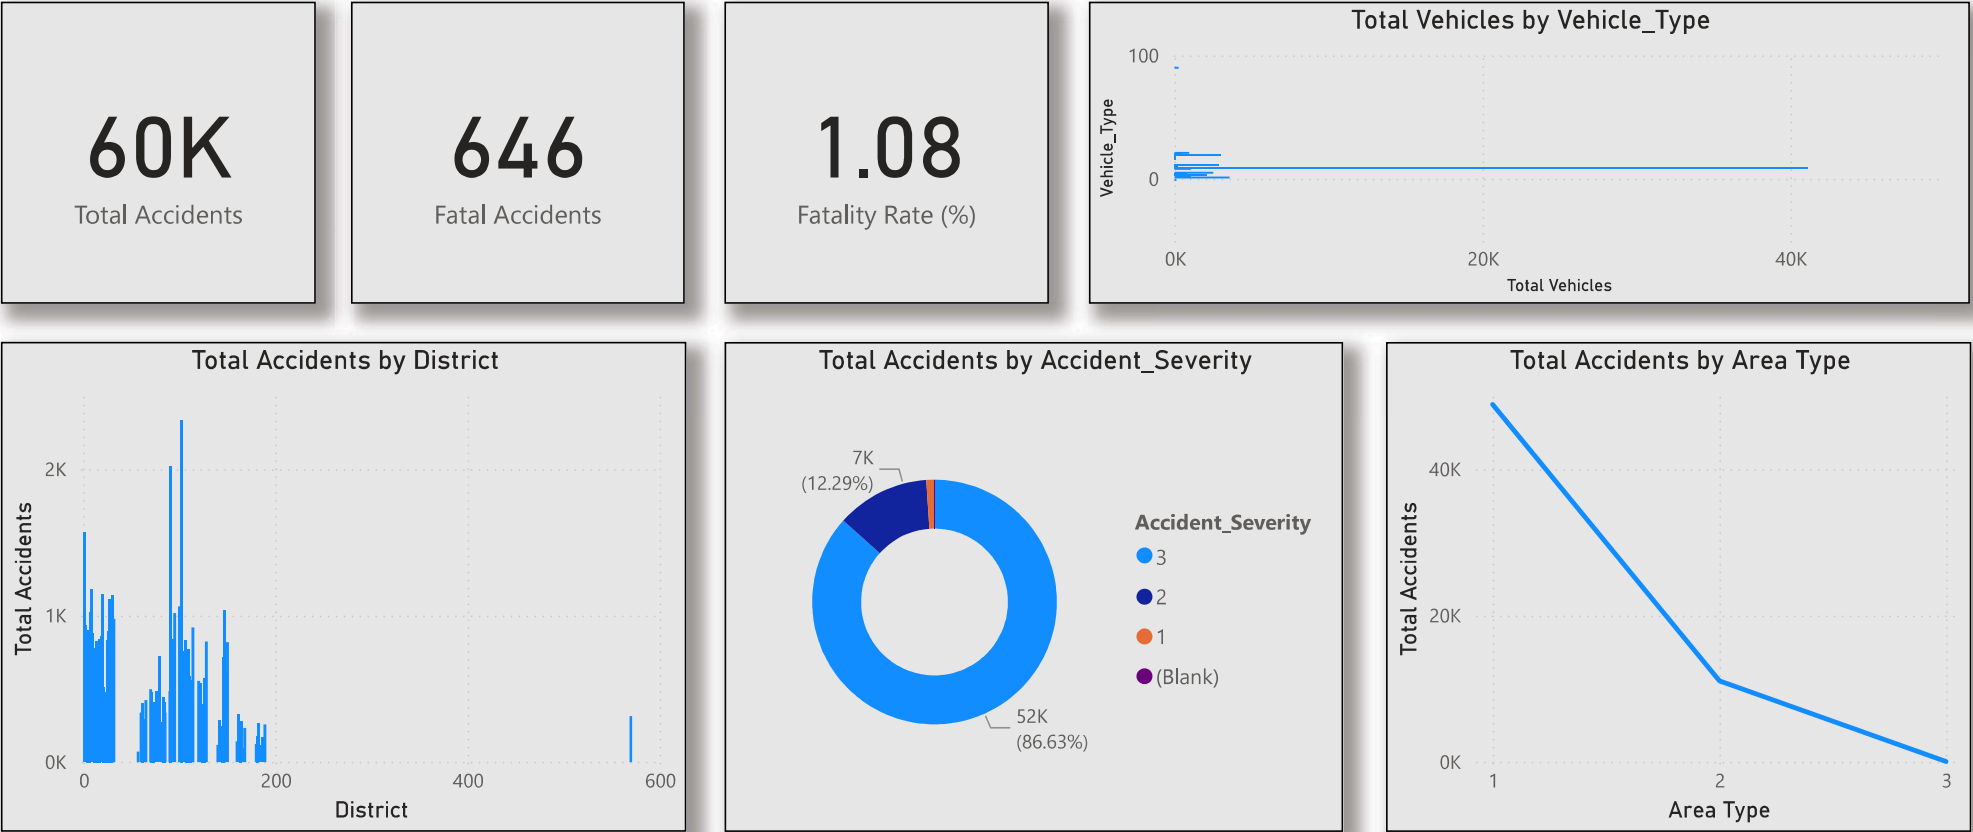 60K
Total Accidents
646
Fatal Accidents
1.08
Fatality Rate (%)
Total Vehicles by Vehicle_Type
Vehicle_Type
100
0
0K
20K
40K
Total Vehicles
Total Accidents by District
Total Accidents
2K
1K
0K
0
200
400
600
District
Total Accidents by Accident_Severity
7K
(12.29%)
52K
(86.63%)
Accident_Severity
3
2
1
(Blank)
Total Accidents by Area Type
Total Accidents
40K
20K
0K
1
2
3
Area Type